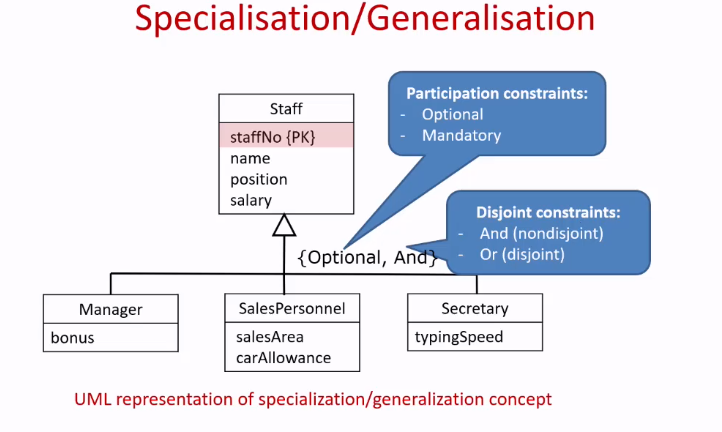 Specialisation/Generalisation
Participation constraints:
- Optional
- Mandatory
Staff
staffNo {PK}
name
position
salary
Disjoint constraints:
- And (nondisjoint)
- Or (disjoint)
{Optional, And}
Manager
bonus
SalesPersonnel
salesArea
carAllowance
Secretary
typingSpeed
UML representation of specialization/generalization concept